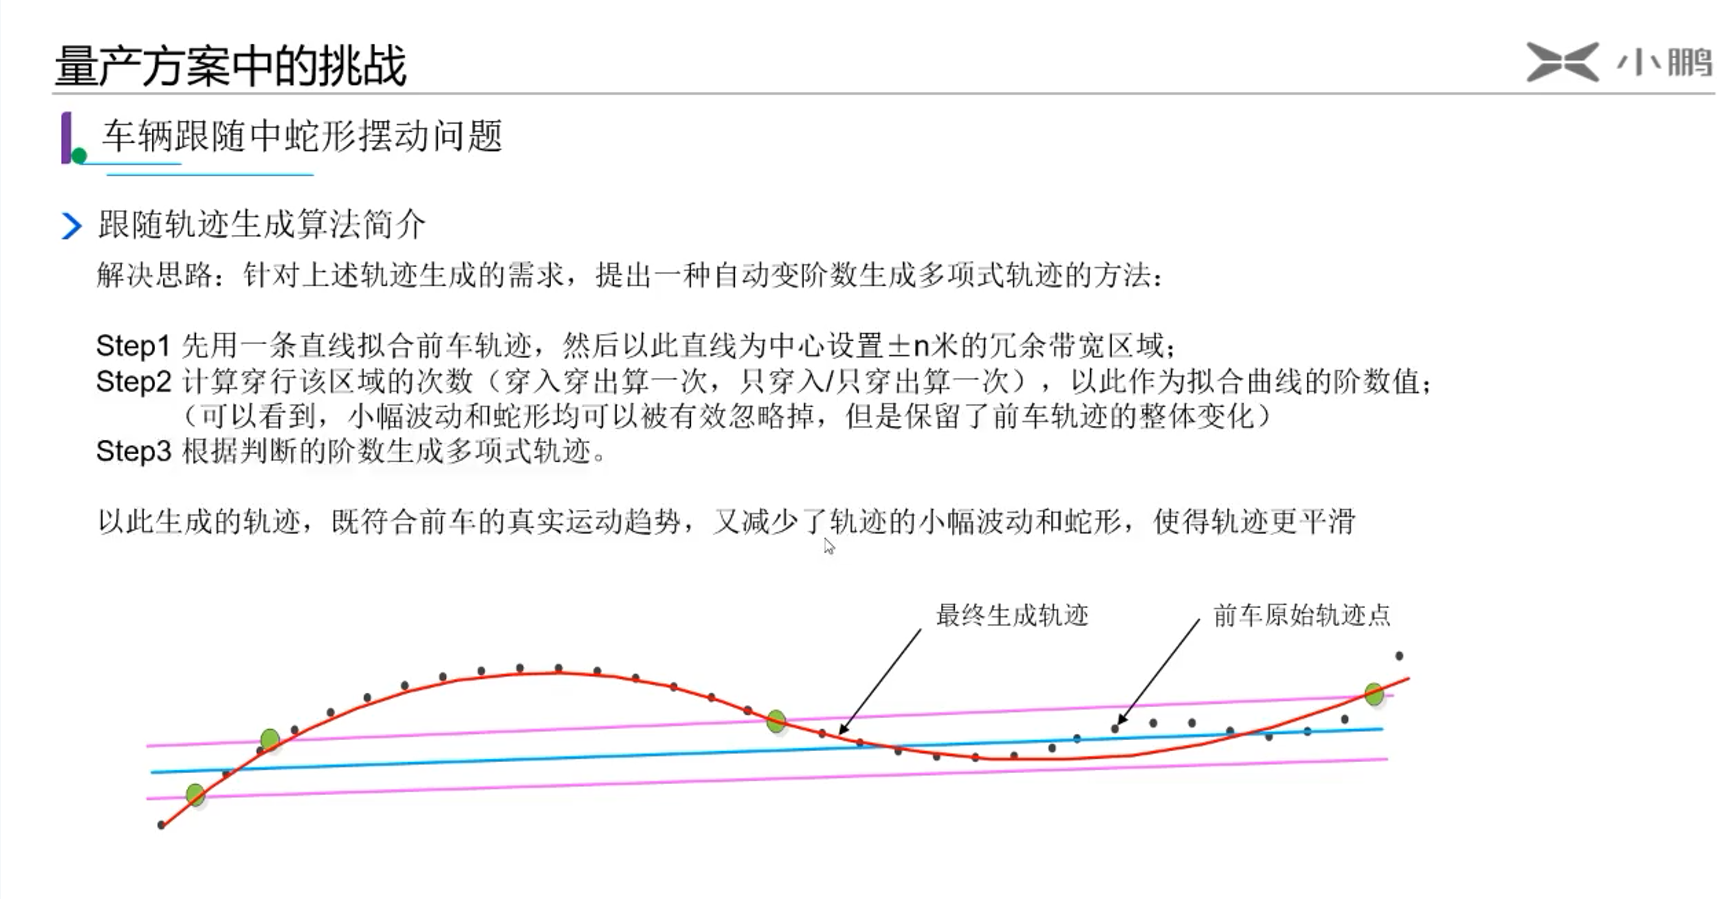 量产方案中的挑战
小鹏
车辆跟随中蛇形摆动问题
跟随轨迹生成算法简介
解决思路：针对上述轨迹生成的需求，提出一种自动变阶数生成多项式轨迹的方法：
Step1 先用一条直线拟合前车轨迹，然后以此直线为中心设置±n米的冗余带宽区域；
Step2 计算穿行该区域的次数（穿入穿出算一次，只穿入/只穿出算一次），以此作为拟合曲线的阶数值；
（可以看到，小幅波动和蛇形均可以被有效忽略掉，但是保留了前车轨迹的整体变化）
Step3 根据判断的阶数生成多项式轨迹。
以此生成的轨迹，既符合前车的真实运动趋势，又减少了轨迹的小幅波动和蛇形，使得轨迹更平滑
最终生成轨迹
前车原始轨迹点